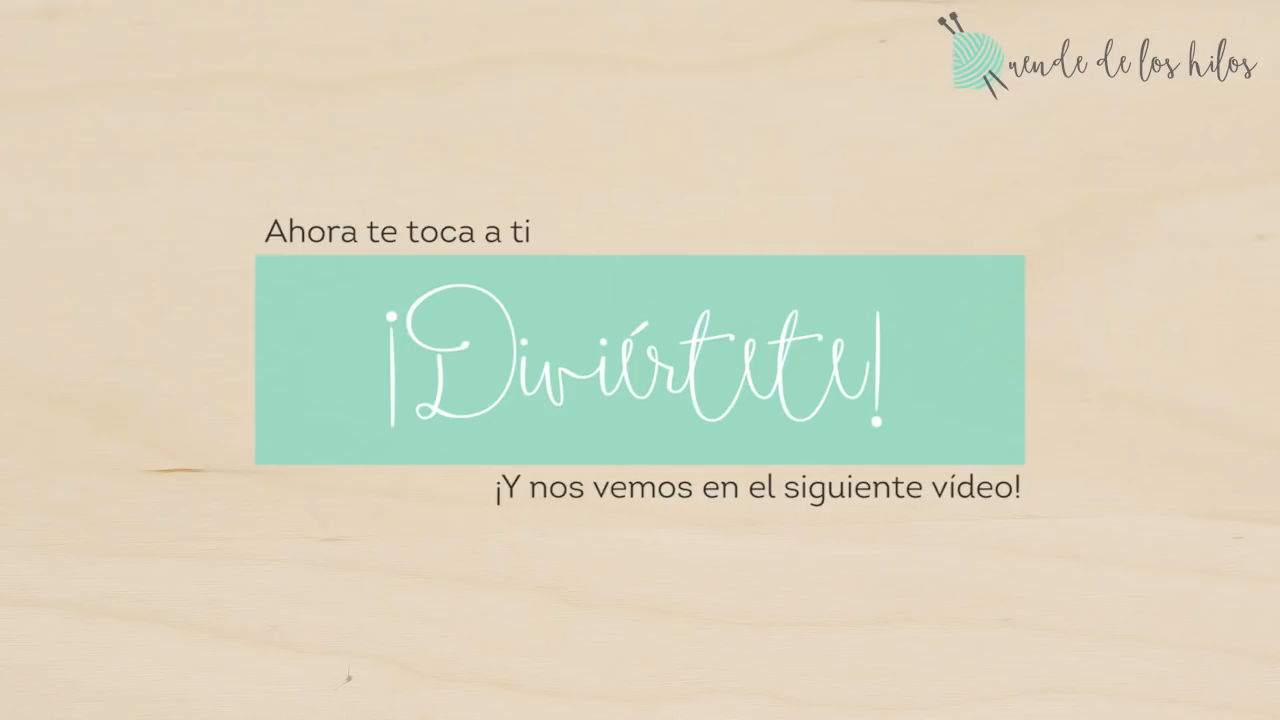 Duende de los hilos
Ahora te toca a ti
¡Diviértete!
¡Y nos vemos en el siguiente vídeo!